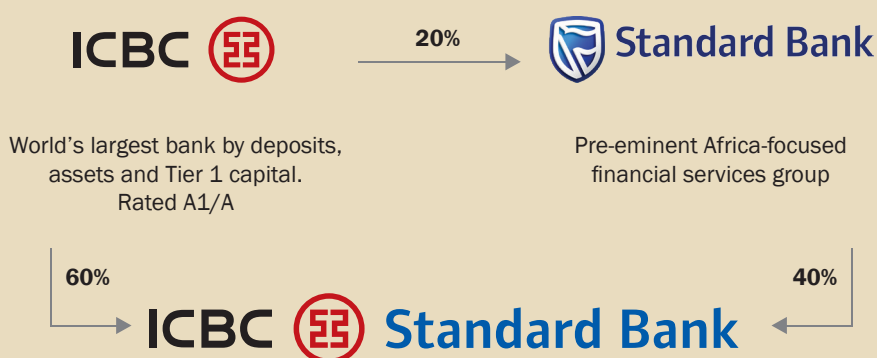 ICBC
20%
Standard Bank
World’s largest bank by deposits,
assets and Tier 1 capital.
Rated A1/A
Pre-eminent Africa-focused
financial services group
60%
40%
ICBC Standard Bank